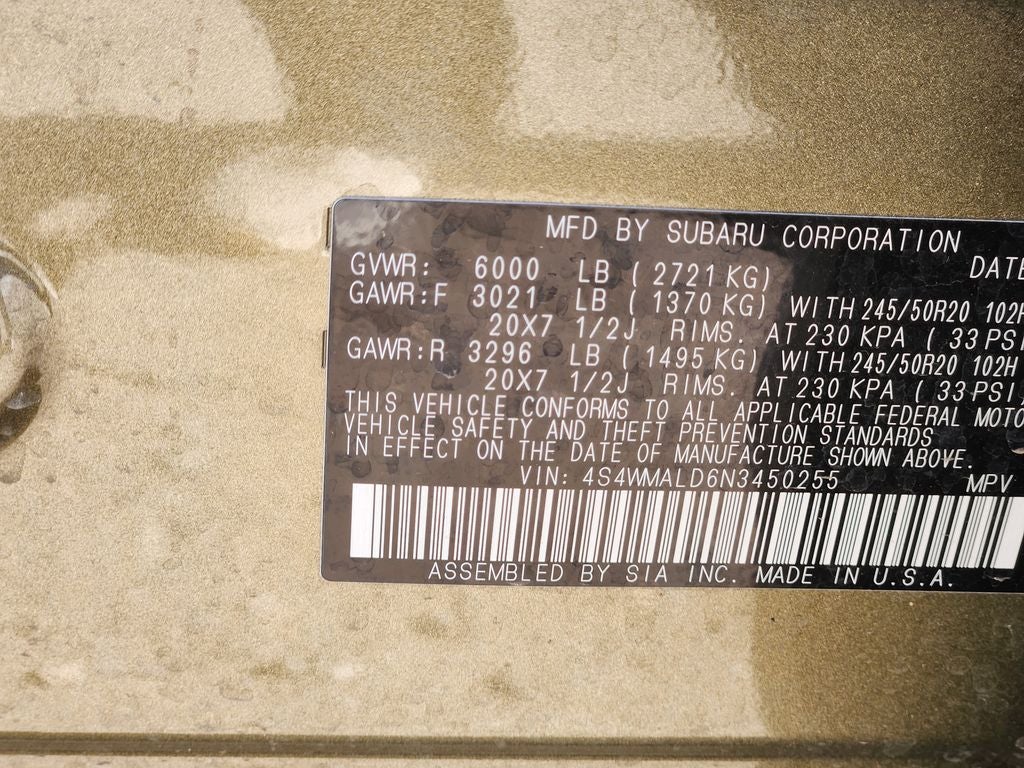 MFD BY SUBARU CORPORATION
DATE
GVWR: 6000 LB ( 2721 KG)
GAWR:F 3021 LB ( 1370 KG) WITH 245/50R20 102H
20X7 1/2J RIMS. AT 230 KPA ( 33 PSI
GAWR:R 3296 LB ( 1495 KG) WITH 245/50R20 102H
20X7 1/2J RIMS. AT 230 KPA ( 33 PSI,
THIS VEHICLE CONFORMS TO ALL APPLICABLE FEDERAL MOTO
VEHICLE SAFETY AND THEFT PREVENTION STANDARDS
IN EFFECT ON THE DATE OF MANUFACTURE SHOWN ABOVE.
VIN: 4S4WMALD6N3450255 MPV
ASSEMBLED BY SIA INC. MADE IN U.S.A.